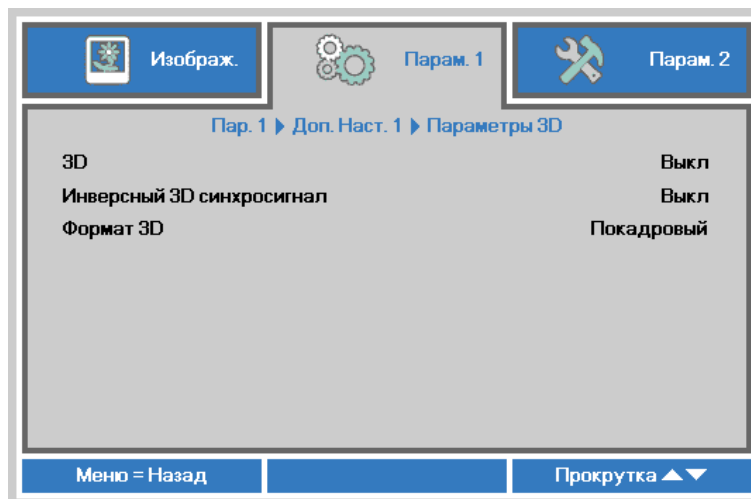 Изображ. Парам. 1 Парам. 2
Пар. 1 ▶ Доп. Наст. 1 ▶ Параметры 3D
3D Выкл
Инверсный 3D синхросигнал Выкл
Формат 3D Покадровый
Меню = Назад Прокрутка ▲▼